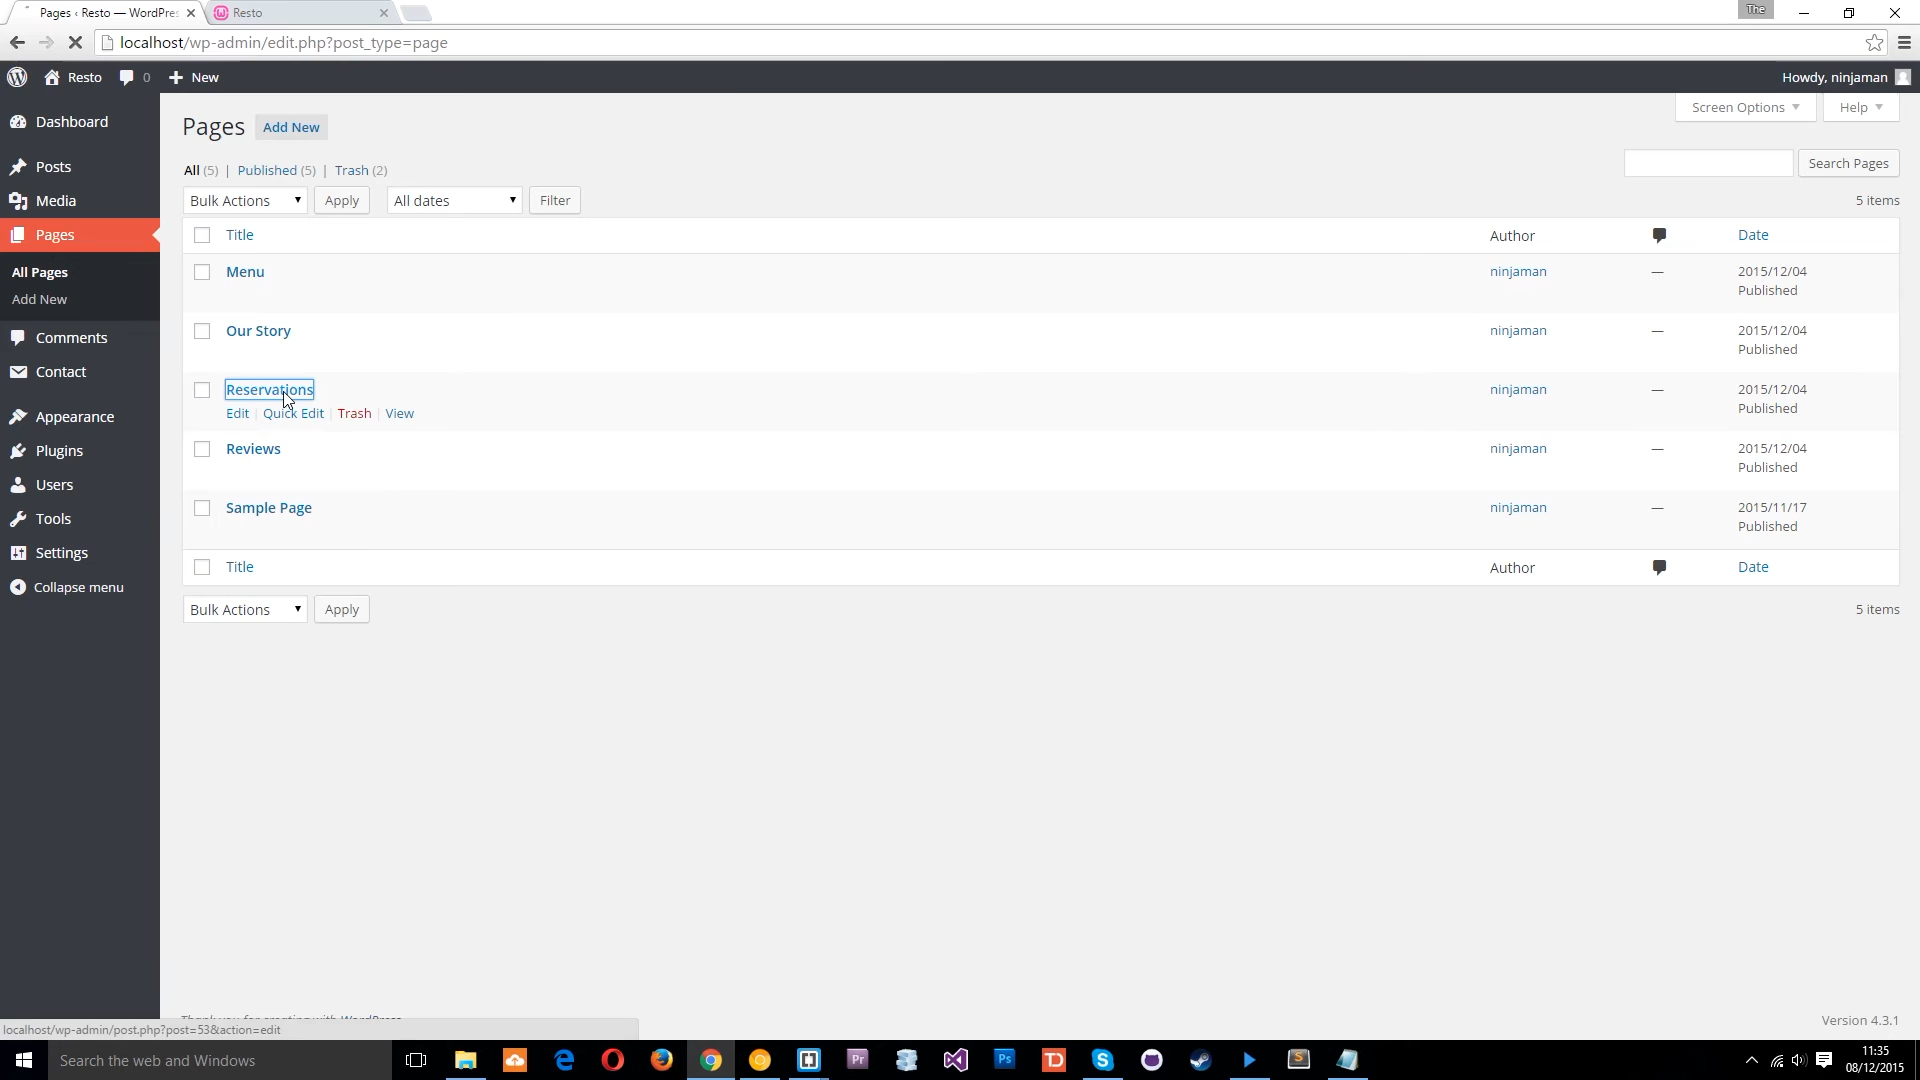 Pages ‹ Resto — WordPres
Resto
The
localhost/wp-admin/edit.php?post_type=page
Resto
0
New
Howdy, ninjaman
Dashboard
Posts
Media
Pages
All Pages
Add New
Comments
Contact
Appearance
Plugins
Users
Tools
Settings
Collapse menu
Pages
Add New
Screen Options
Help
All (5) | Published (5) | Trash (2)
Search Pages
Bulk Actions
Apply
All dates
Filter
5 items
Title
Author
Date
Menu
ninjaman
—
2015/12/04
Published
Our Story
ninjaman
—
2015/12/04
Published
Reservations
Edit | Quick Edit | Trash | View
ninjaman
—
2015/12/04
Published
Reviews
ninjaman
—
2015/12/04
Published
Sample Page
ninjaman
—
2015/11/17
Published
Title
Author
Date
Bulk Actions
Apply
5 items
Thank you for creating with WordPress
Version 4.3.1
localhost/wp-admin/post.php?post=53&action=edit
Search the web and Windows
Pr
Ps
TD
S
11:35
08/12/2015